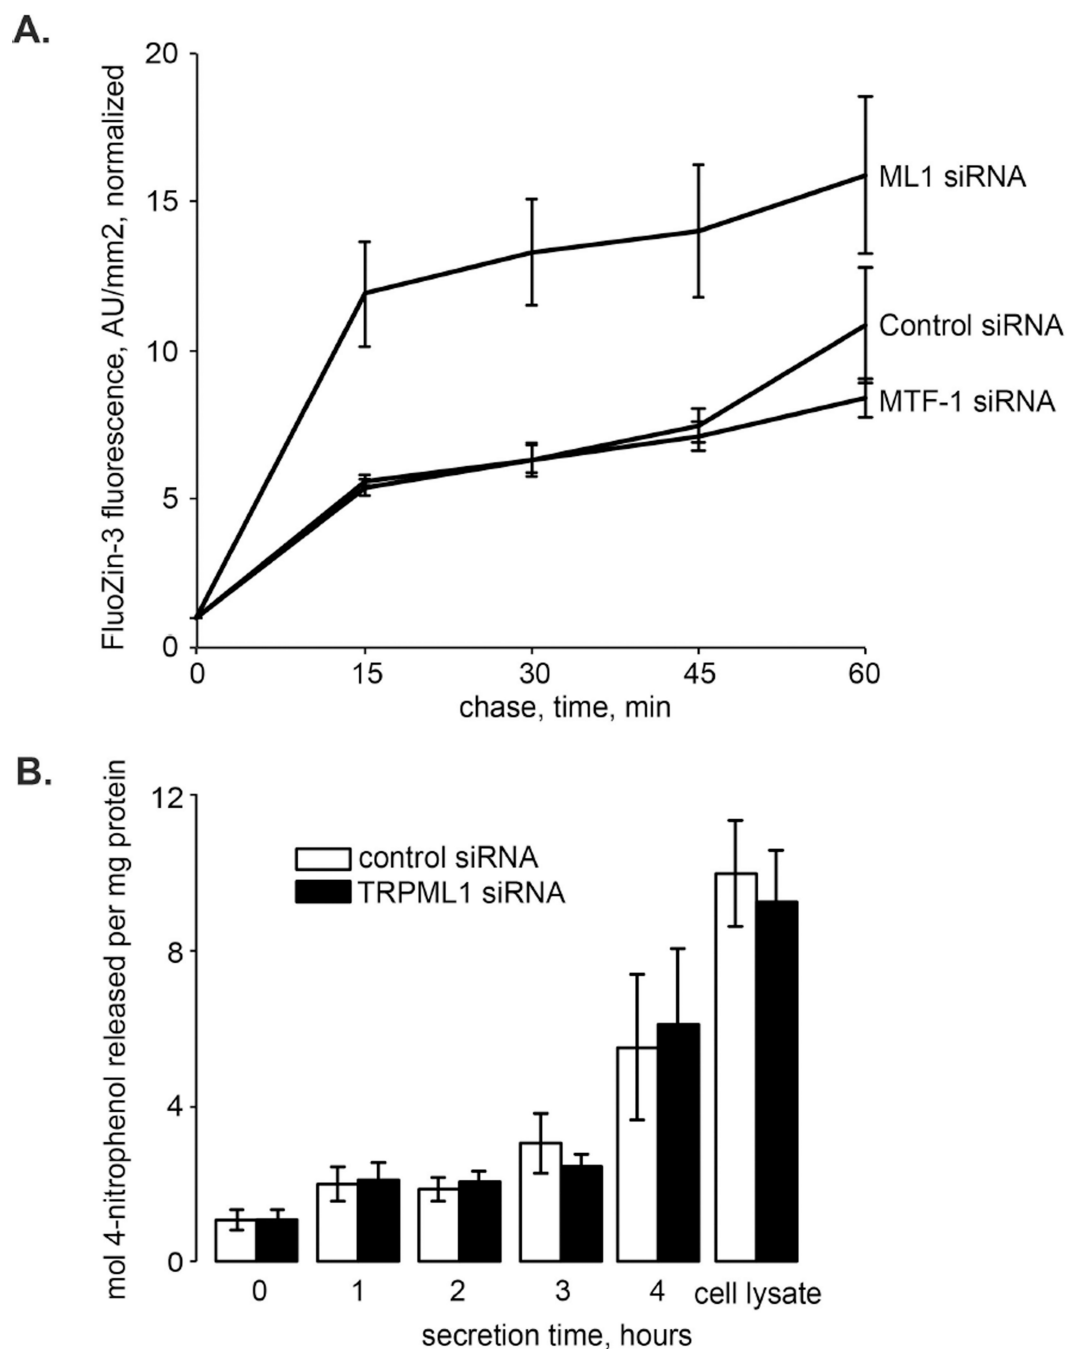 A.
FluoZin-3 fluorescence, AU/mm2, normalized
20
15
10
5
0
ML1 siRNA
Control siRNA
MTF-1 siRNA
0 15 30 45 60
chase, time, min
B.
mol 4-nitrophenol released per mg protein
12
8
4
0
control siRNA
TRPML1 siRNA
0 1 2 3 4 cell lysate
secretion time, hours